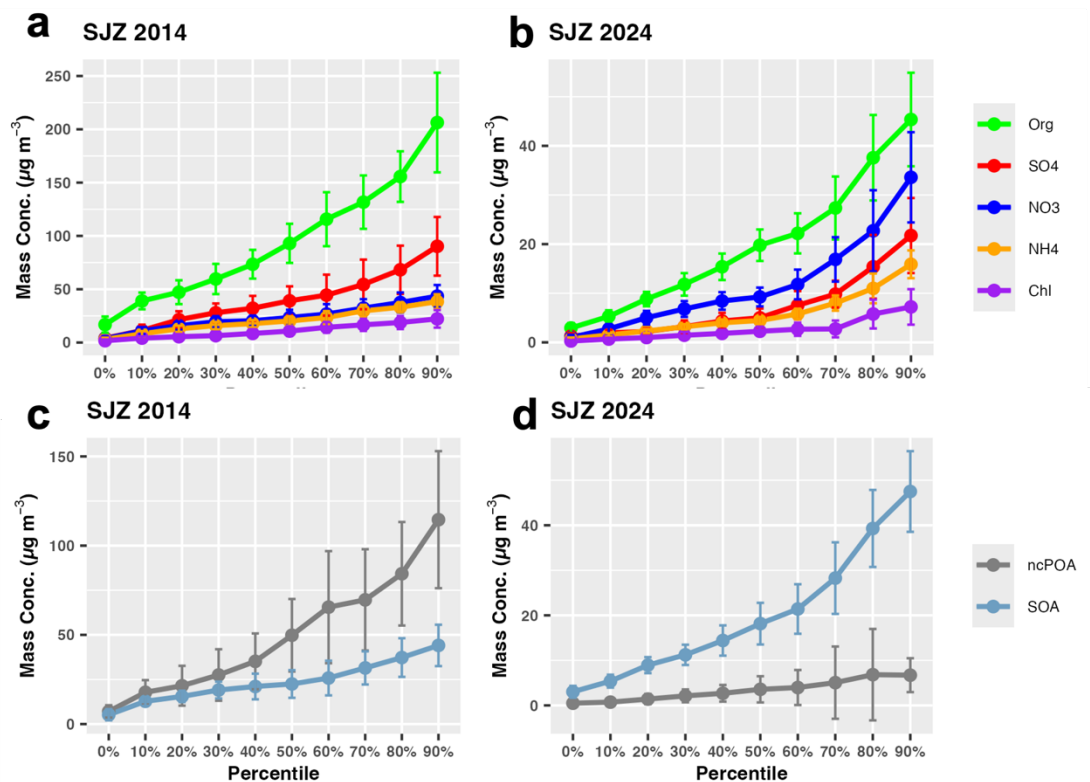 a SJZ 2014
b SJZ 2024
Mass Conc. (µg m⁻³)
250
200
150
100
50
0
0% 10% 20% 30% 40% 50% 60% 70% 80% 90%
Mass Conc. (µg m⁻³)
40
20
0
0% 10% 20% 30% 40% 50% 60% 70% 80% 90%
Org
SO4
NO3
NH4
Chl
c SJZ 2014
d SJZ 2024
Mass Conc. (µg m⁻³)
150
100
50
0
0% 10% 20% 30% 40% 50% 60% 70% 80% 90%
Percentile
Mass Conc. (µg m⁻³)
40
20
0
0% 10% 20% 30% 40% 50% 60% 70% 80% 90%
Percentile
ncPOA
SOA